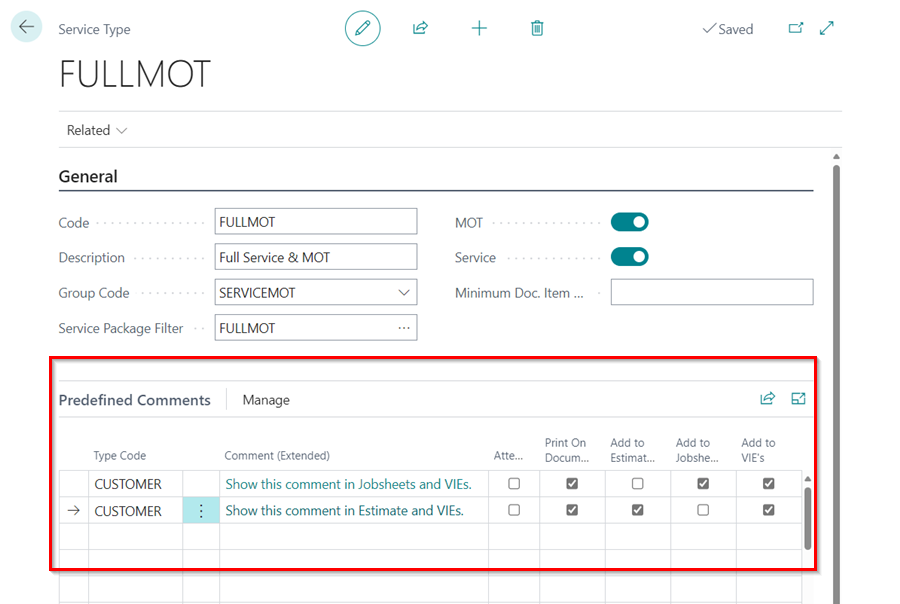 Service Type
Saved
FULLMOT
Related
General
Code FULLMOT MOT
Description Full Service & MOT Service
Group Code SERVICEMOT Minimum Doc. Item ...
Service Package Filter FULLMOT ...
Predefined Comments Manage
Type Code Comment (Extended) Atte... Print On Docum... Add to Estimat... Add to Jobshe... Add to VIE's
CUSTOMER Show this comment in Jobsheets and VIEs.
CUSTOMER Show this comment in Estimate and VIEs.